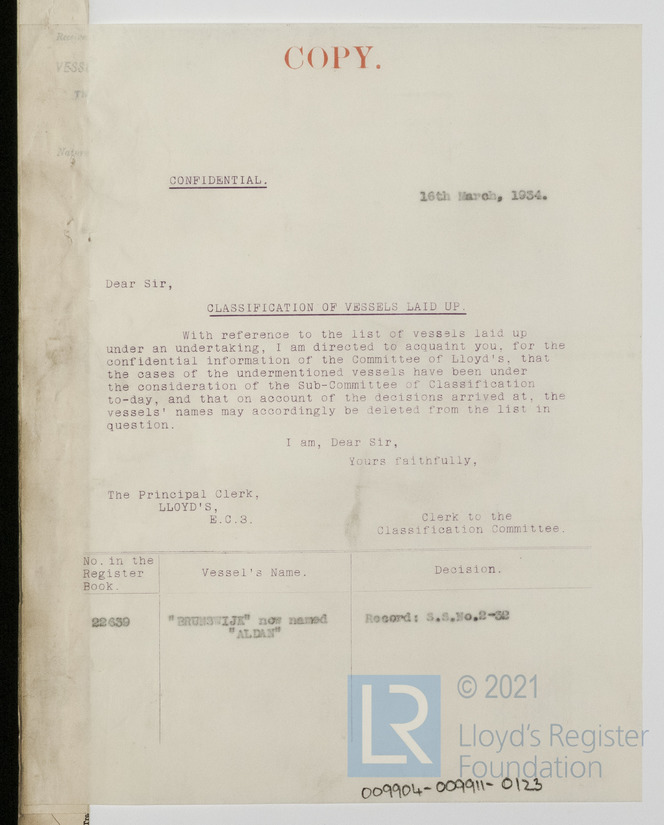 COPY.
CONFIDENTIAL.
16th March, 1934.
Dear Sir,
CLASSIFICATION OF VESSELS LAID UP.
With reference to the list of vessels laid up
under an undertaking, I am directed to acquaint you, for the
confidential information of the Committee of Lloyd's, that
the cases of the undermentioned vessels have been under
the consideration of the Sub-Committee of Classification
to-day, and that on account of the decisions arrived at, the
vessels' names may accordingly be deleted from the list in
question.
I am, Dear Sir,
Yours faithfully,
The Principal Clerk,
LLOYD'S,
E.C.3.
Clerk to the
Classification Committee.
No. in the
Register
Book.
Vessel's Name.
Decision.
22639
"BRUNSWIJK" now named
"ALDAN"
Record: S.S.No.2-32
LR
© 2021
Lloyd's Register
Foundation
009904-009911-0123